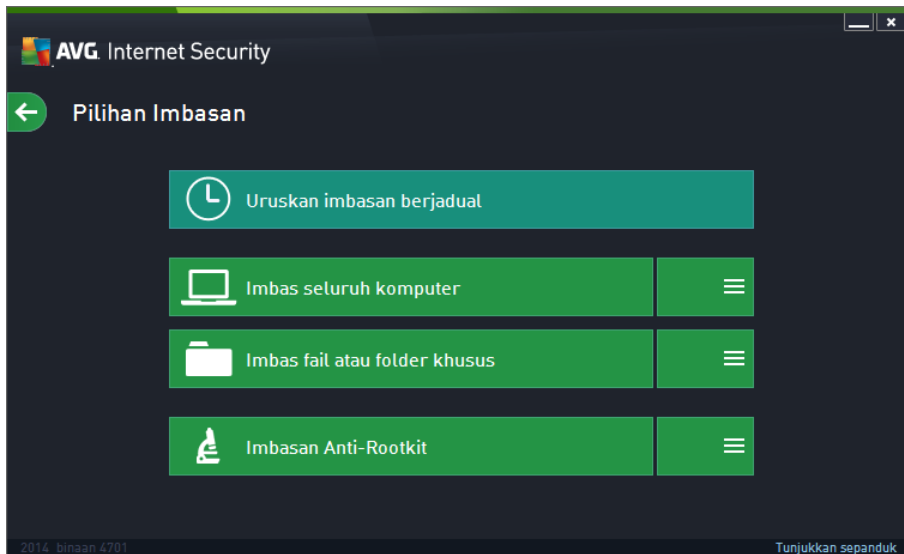 AVG. Internet Security
Pilihan Imbasan
Uruskan imbasan berjadual
Imbas seluruh komputer
Imbas fail atau folder khusus
Imbasan Anti-Rootkit
2014 binaan 4701
Tunjukkan sepanduk